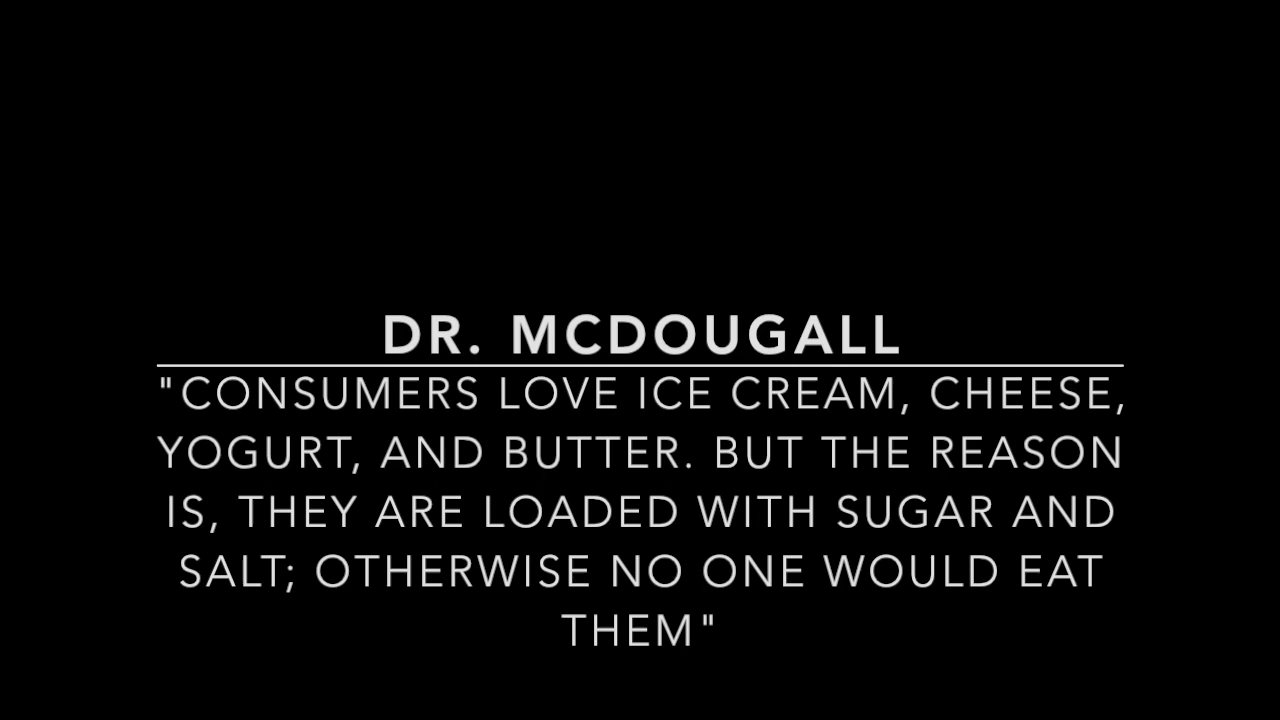 DR. MCDOUGALL
"CONSUMERS LOVE ICE CREAM, CHEESE,
YOGURT, AND BUTTER. BUT THE REASON
IS, THEY ARE LOADED WITH SUGAR AND
SALT; OTHERWISE NO ONE WOULD EAT
THEM"